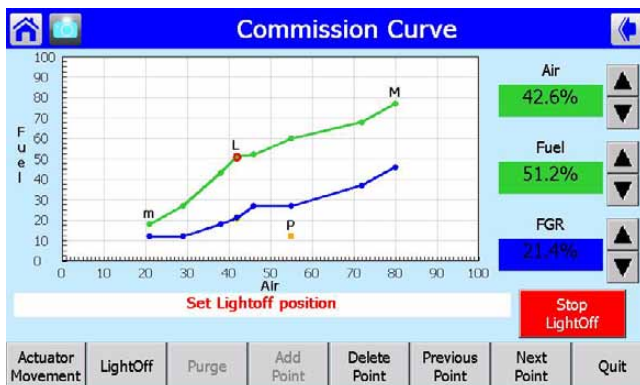 Commission Curve
100
90
80
70
60
50
40
30
20
10
0
Fuel
M
L
m
P
0 10 20 30 40 50 60 70 80 90 100
Air
Air
42.6%
Fuel
51.2%
FGR
21.4%
Set Lightoff position
Stop
LightOff
Actuator
Movement
LightOff
Purge
Add
Point
Delete
Point
Previous
Point
Next
Point
Quit